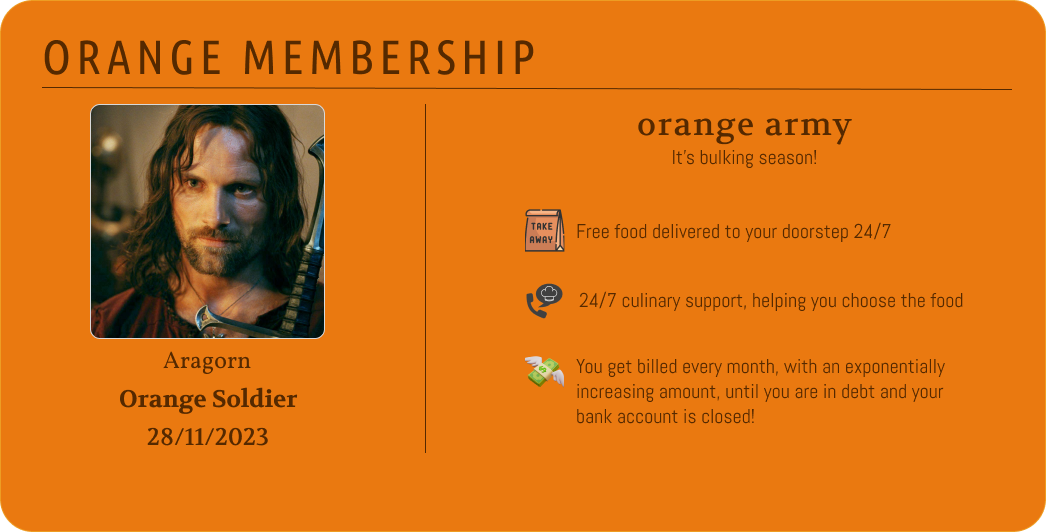 ORANGE MEMBERSHIP
Aragorn
Orange Soldier
28/11/2023
orange army
It's bulking season!
TAKE
AWAY
Free food delivered to your doorstep 24/7
24/7 culinary support, helping you choose the food
You get billed every month, with an exponentially
increasing amount, until you are in debt and your
bank account is closed!